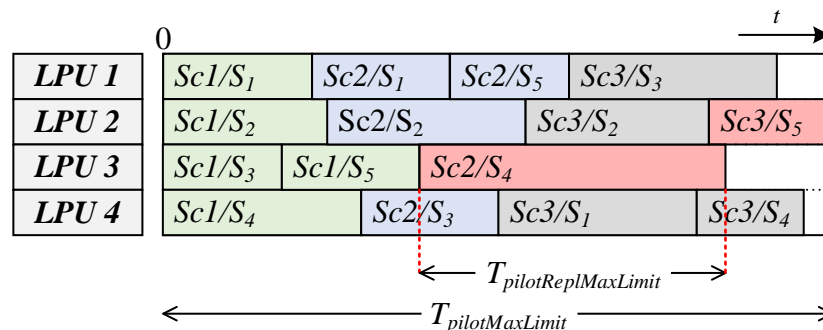 t
0
LPU 1 Sc1/S1 Sc2/S1 Sc2/S5 Sc3/S3
LPU 2 Sc1/S2 Sc2/S2 Sc3/S2 Sc3/S5
LPU 3 Sc1/S3 Sc1/S5 Sc2/S4
LPU 4 Sc1/S4 Sc2/S3 Sc3/S1 Sc3/S4
TpilotReplMaxLimit
TpilotMaxLimit